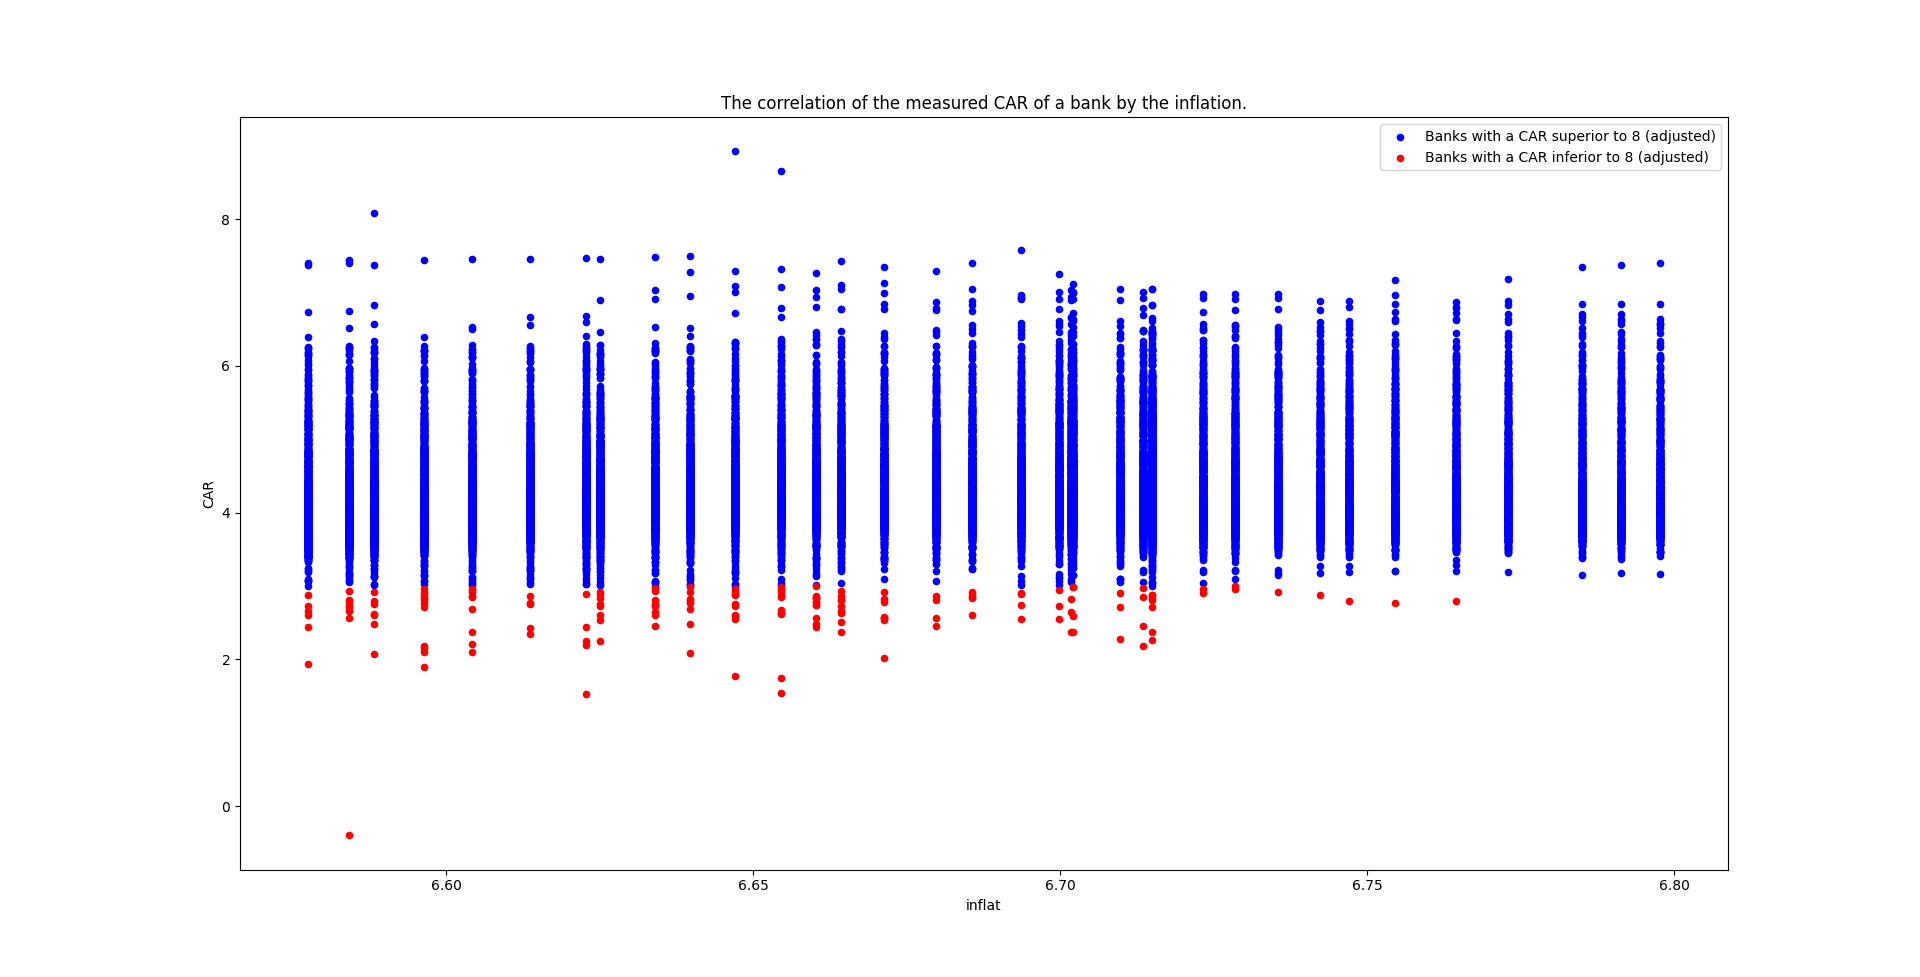 The correlation of the measured CAR of a bank by the inflation.
Banks with a CAR superior to 8 (adjusted)
Banks with a CAR inferior to 8 (adjusted)
8
6
4
2
0
CAR
6.60 6.65 6.70 6.75 6.80
inflat